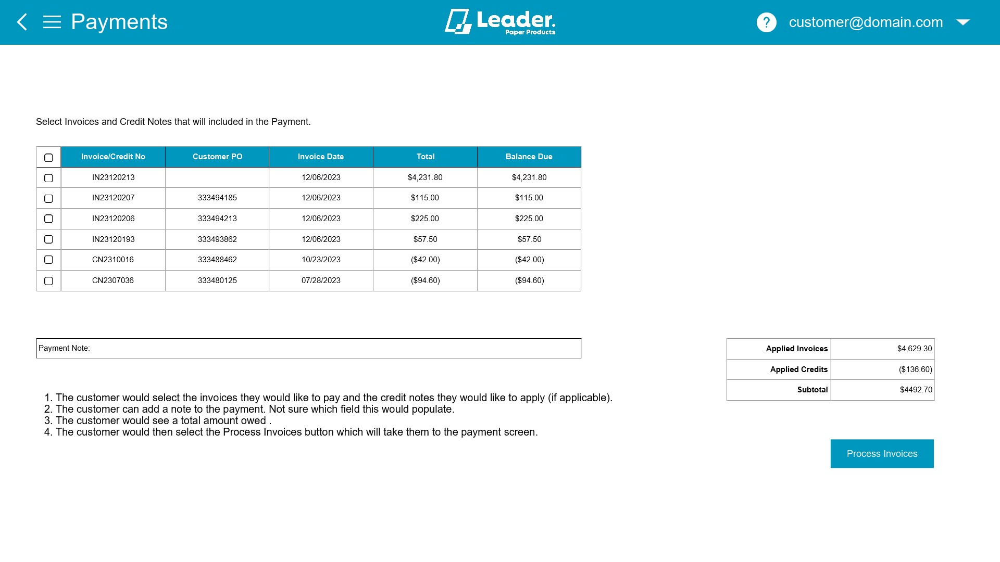 Payments
Leader.
Paper Products
?
customer@domain.com
Select Invoices and Credit Notes that will included in the Payment.
Invoice/Credit No Customer PO Invoice Date Total Balance Due
IN23120213 12/06/2023 $4,231.80 $4,231.80
IN23120207 333494185 12/06/2023 $115.00 $115.00
IN23120206 333494213 12/06/2023 $225.00 $225.00
IN23120193 333493862 12/06/2023 $57.50 $57.50
CN2310016 333488462 10/23/2023 ($42.00) ($42.00)
CN2307036 333480125 07/28/2023 ($94.60) ($94.60)
Payment Note:
Applied Invoices $4,629.30
Applied Credits ($136.60)
Subtotal $4492.70
1. The customer would select the invoices they would like to pay and the credit notes they would like to apply (if applicable).
2. The customer can add a note to the payment. Not sure which field this would populate.
3. The customer would see a total amount owed .
4. The customer would then select the Process Invoices button which will take them to the payment screen.
Process Invoices